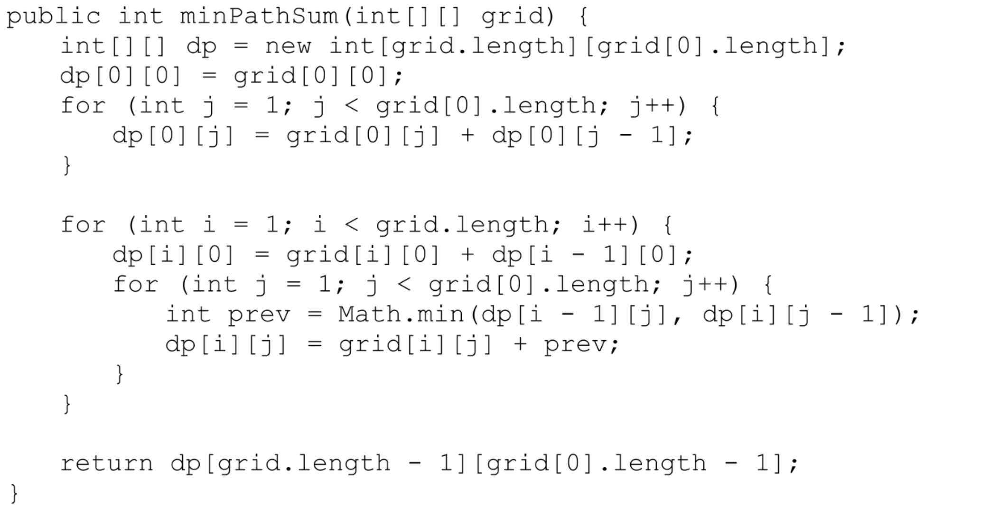 public int minPathSum(int[][] grid) {
    int[][] dp = new int[grid.length][grid[0].length];
    dp[0][0] = grid[0][0];
    for (int j = 1; j < grid[0].length; j++) {
        dp[0][j] = grid[0][j] + dp[0][j - 1];
    }

    for (int i = 1; i < grid.length; i++) {
        dp[i][0] = grid[i][0] + dp[i - 1][0];
        for (int j = 1; j < grid[0].length; j++) {
            int prev = Math.min(dp[i - 1][j], dp[i][j - 1]);
            dp[i][j] = grid[i][j] + prev;
        }
    }

    return dp[grid.length - 1][grid[0].length - 1];
}